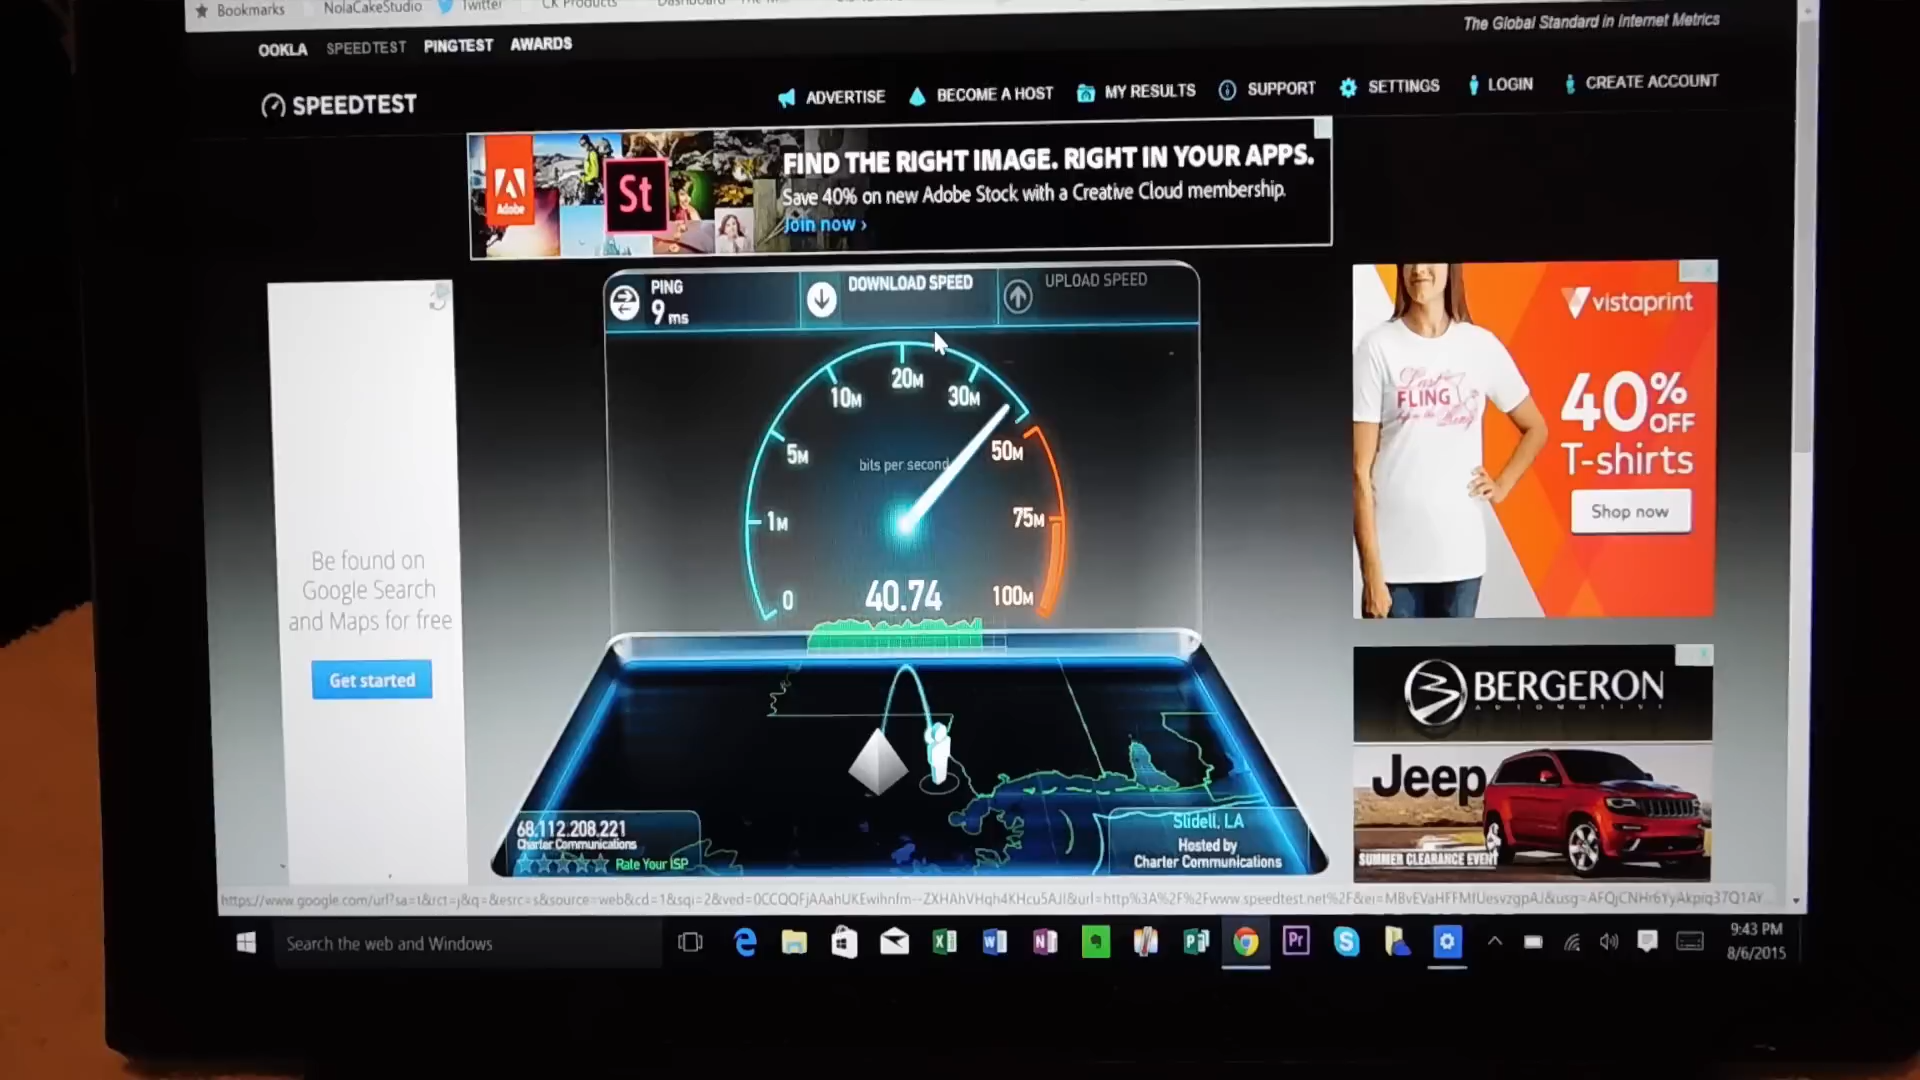 Bookmarks
NolaCakeStudio
Twitter
CK Products
Dashboard
The Global Standard in Internet Metrics
OOKLA SPEEDTEST PINGTEST AWARDS
SPEEDTEST
ADVERTISE
BECOME A HOST
MY RESULTS
SUPPORT
SETTINGS
LOGIN
CREATE ACCOUNT
Adobe
St
FIND THE RIGHT IMAGE. RIGHT IN YOUR APPS.
Save 40% on new Adobe Stock with a Creative Cloud membership.
Join now ›
PING
9 ms
DOWNLOAD SPEED
UPLOAD SPEED
20M
10M
30M
5M
50M
bits per second
1M
75M
0
100M
40.74
Be found on
Google Search
and Maps for free
Get started
vistaprint
Last
FLING
40%
OFF
T-shirts
Shop now
BERGERON
AUTOMOTIVE
Jeep
SUMMER CLEARANCE EVENT
68.112.208.221
Charter Communications
Rate Your ISP
Slidell, LA
Hosted by
Charter Communications
Search the web and Windows
9:43 PM
8/6/2015